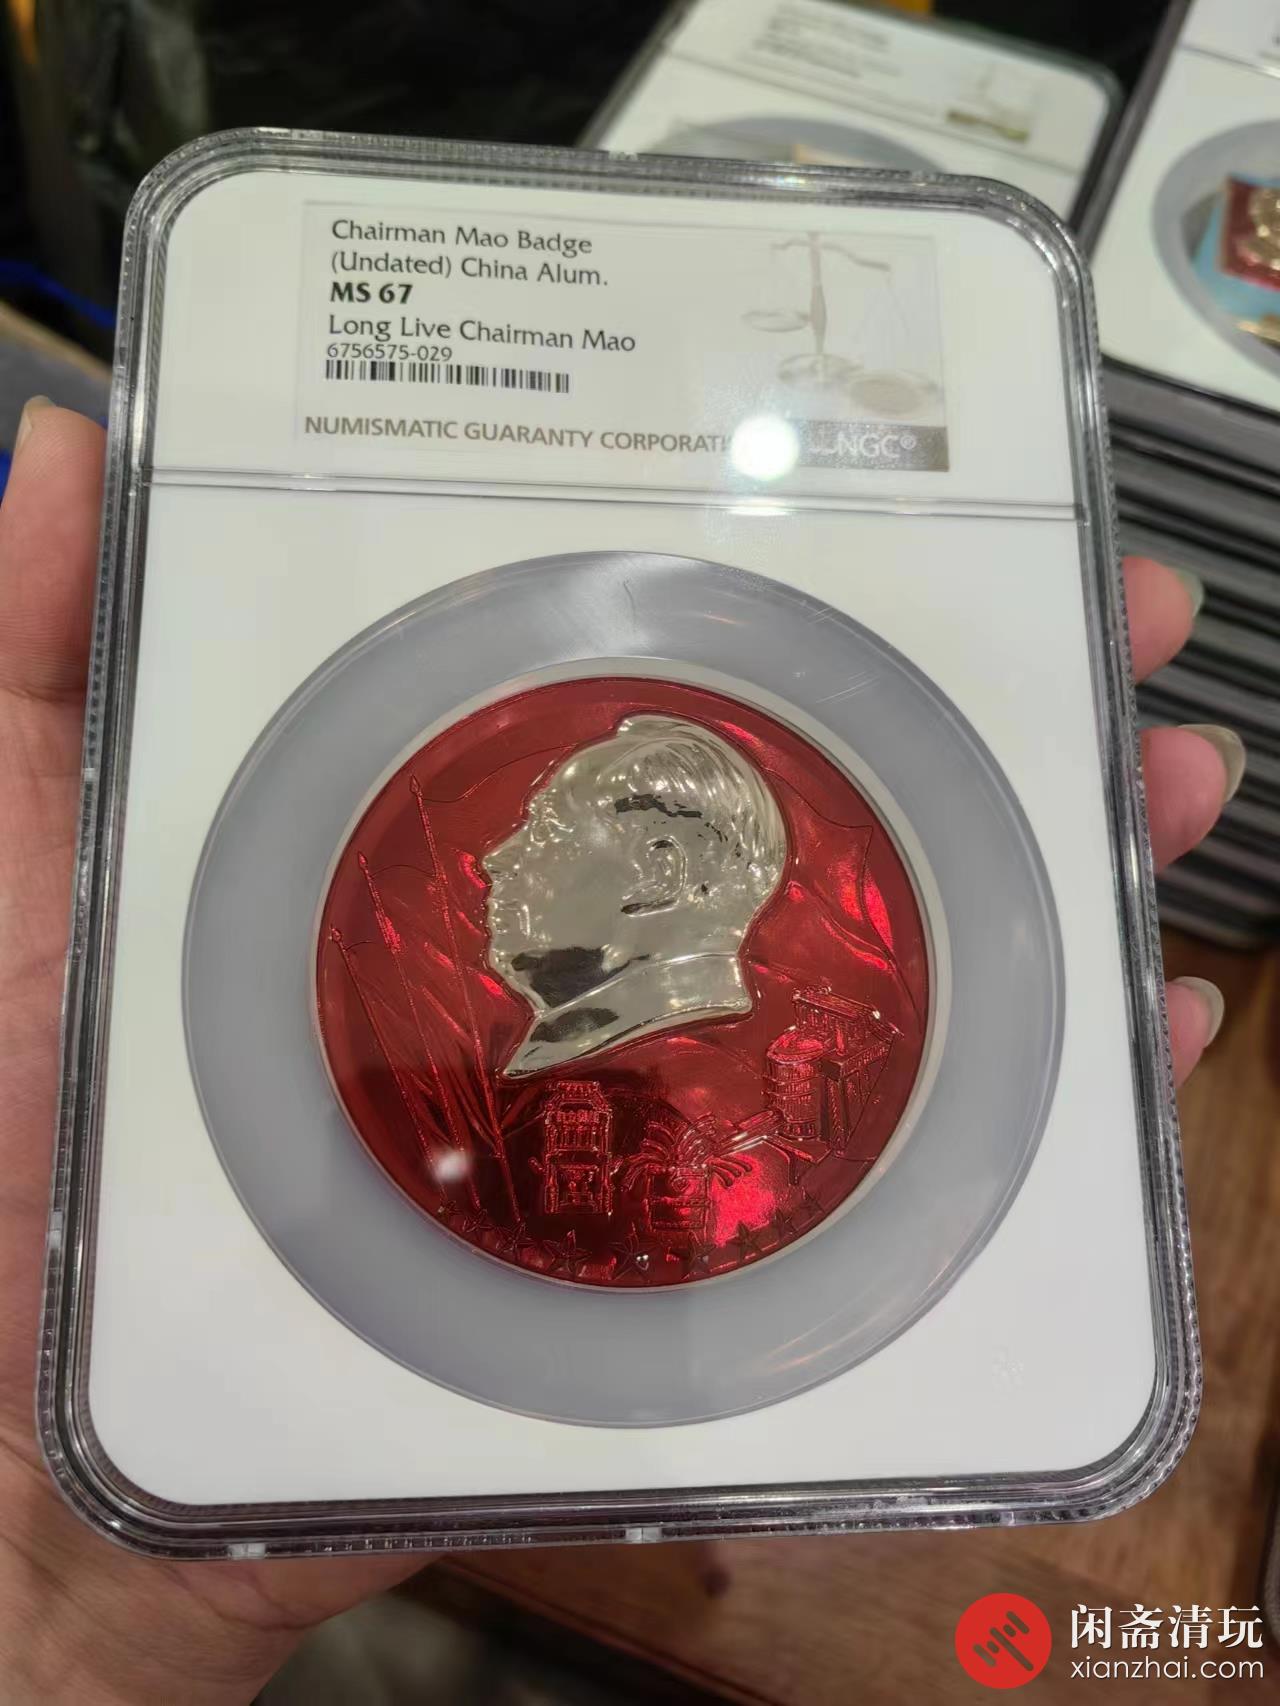 Chairman Mao Badge
(Undated) China Alum.
MS 67
Long Live Chairman Mao
6756575-029
NUMISMATIC GUARANTY
NGC®
闲斋清玩
xianzhai.com